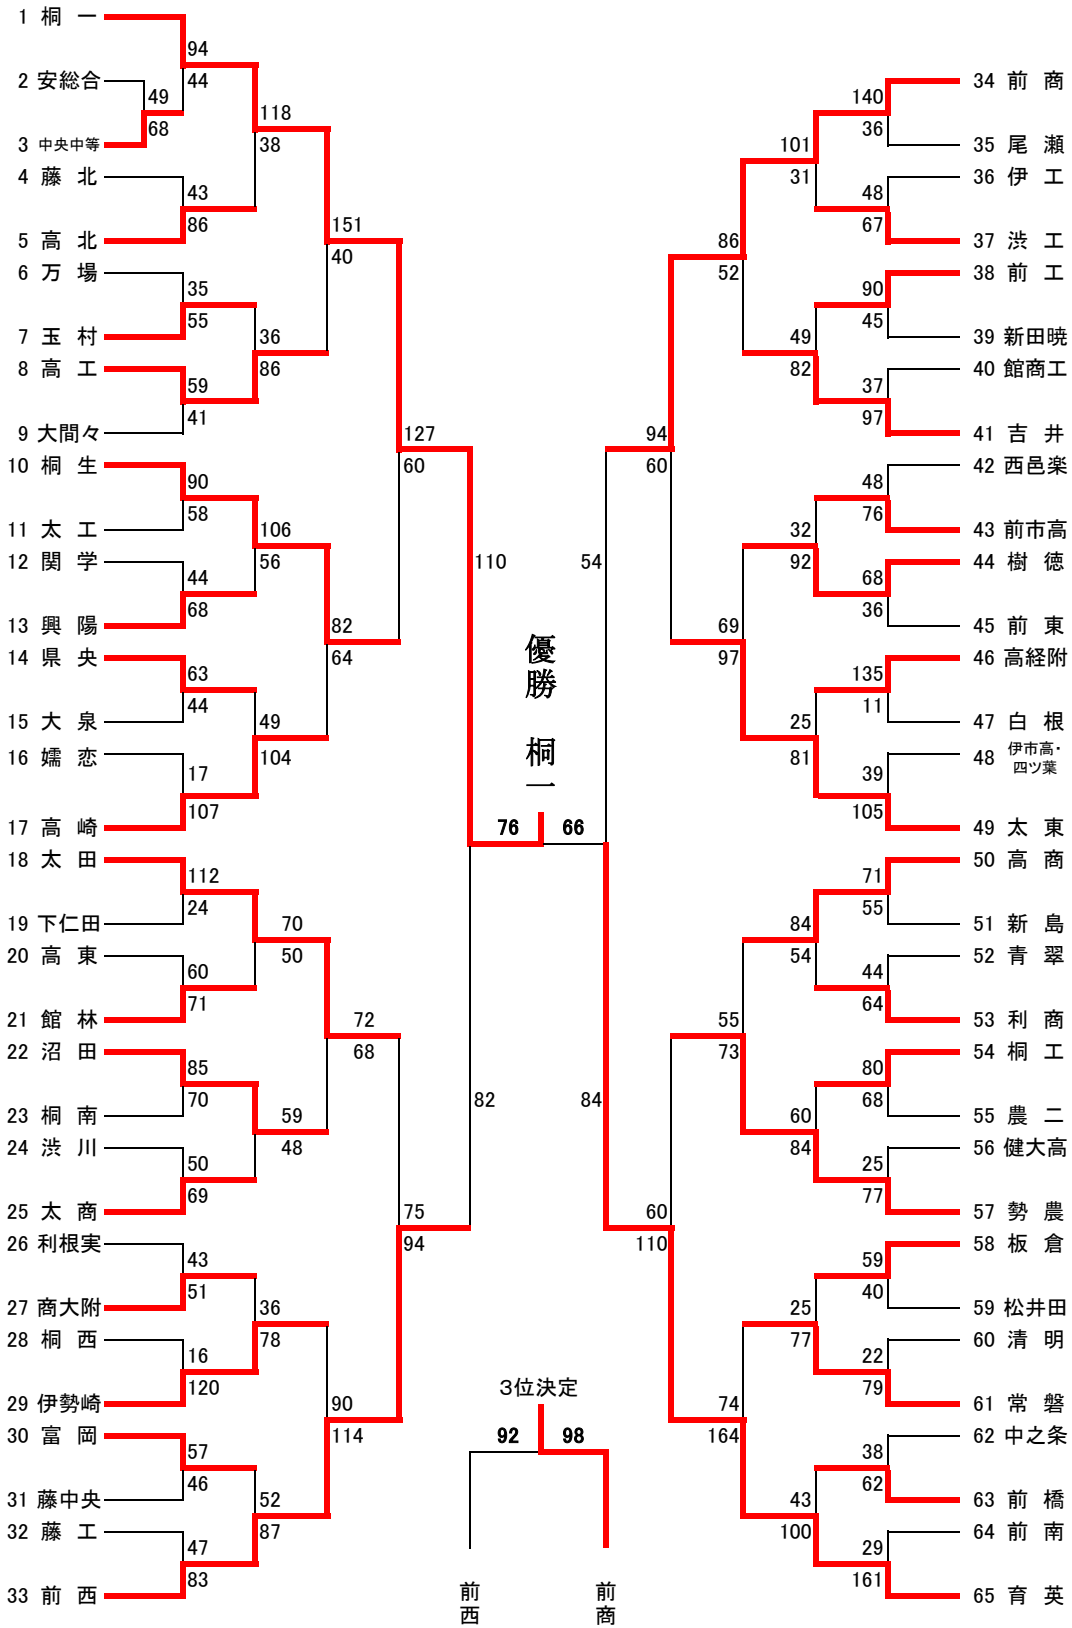 1 桐 一
94
44
2 安総合
49
68
3 中央中等
118
38
4 藤 北
43
86
5 高 北
151
40
6 万 場
35
55
7 玉 村
36
86
8 高 工
59
41
9 大間々
127
60
10 桐 生
90
58
11 太 工
106
56
12 関 学
44
68
13 興 陽
82
64
14 県 央
63
44
15 大 泉
49
104
16 嬬 恋
17
107
17 高 崎
110
18 太 田
112
24
19 下仁田
70
50
20 高 東
60
71
21 館 林
72
68
22 沼 田
85
70
23 桐 南
59
48
24 渋 川
50
69
25 太 商
82
75
94
26 利根実
43
51
27 商大附
36
78
28 桐 西
16
120
29 伊勢崎
90
114
30 富 岡
57
46
31 藤中央
52
87
32 藤 工
47
83
33 前 西
優勝 桐一
76 66
3位決定
92 98
前西
前商
34 前 商
140
36
35 尾 瀬
101
31
36 伊 工
48
67
37 渋 工
86
52
38 前 工
90
45
39 新田暁
49
82
40 館商工
37
97
41 吉 井
94
60
42 西邑楽
48
76
43 前市高
32
92
44 樹 徳
68
36
45 前 東
69
97
46 高経附
135
11
47 白 根
25
81
48 伊市高・
四ツ葉
39
105
49 太 東
54
50 高 商
71
55
51 新 島
84
54
52 青 翠
44
64
53 利 商
55
73
54 桐 工
80
68
55 農 二
60
84
56 健大高
25
77
57 勢 農
84
60
110
58 板 倉
59
40
59 松井田
25
77
60 清 明
22
79
61 常 磐
74
164
62 中之条
38
62
63 前 橋
43
100
64 前 南
29
161
65 育 英